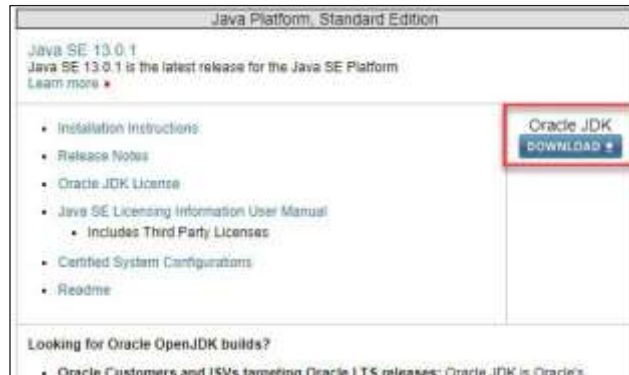 Java Platform, Standard Edition
Java SE 13.0.1
Java SE 13.0.1 is the latest release for the Java SE Platform
Learn more
Installation Instructions
Release Notes
Oracle JDK License
Java SE Licensing Information User Manual
Includes Third Party Licenses
Certified System Configurations
Readme
Oracle JDK
DOWNLOAD
Looking for Oracle OpenJDK builds?
Oracle Customers and ISVs targeting Oracle LTS releases: Oracle JDK is Oracle's